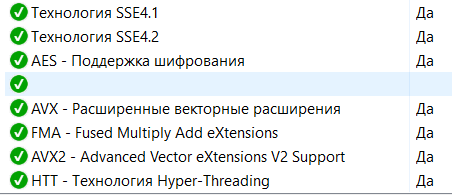 Технология SSE4.1 Да
Технология SSE4.2 Да
AES - Поддержка шифрования Да
AVX - Расширенные векторные расширения Да
FMA - Fused Multiply Add eXtensions Да
AVX2 - Advanced Vector eXtensions V2 Support Да
HTT - Технология Hyper-Threading Да